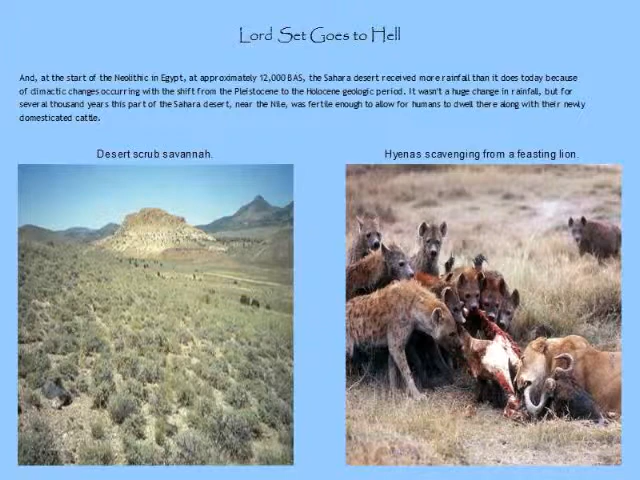 Lord Set Goes to Hell
And, at the start of the Neolithic in Egypt, at approximately 12,000 BAS, the Sahara desert received more rainfall than it does today because
of climactic changes occurring with the shift from the Pleistocene to the Holocene geologic period. It wasn't a huge change in rainfall, but for
several thousand years this part of the Sahara desert, near the Nile, was fertile enough to allow for humans to dwell there along with their newly
domesticated cattle.
Desert scrub savannah.
Hyenas scavenging from a feasting lion.